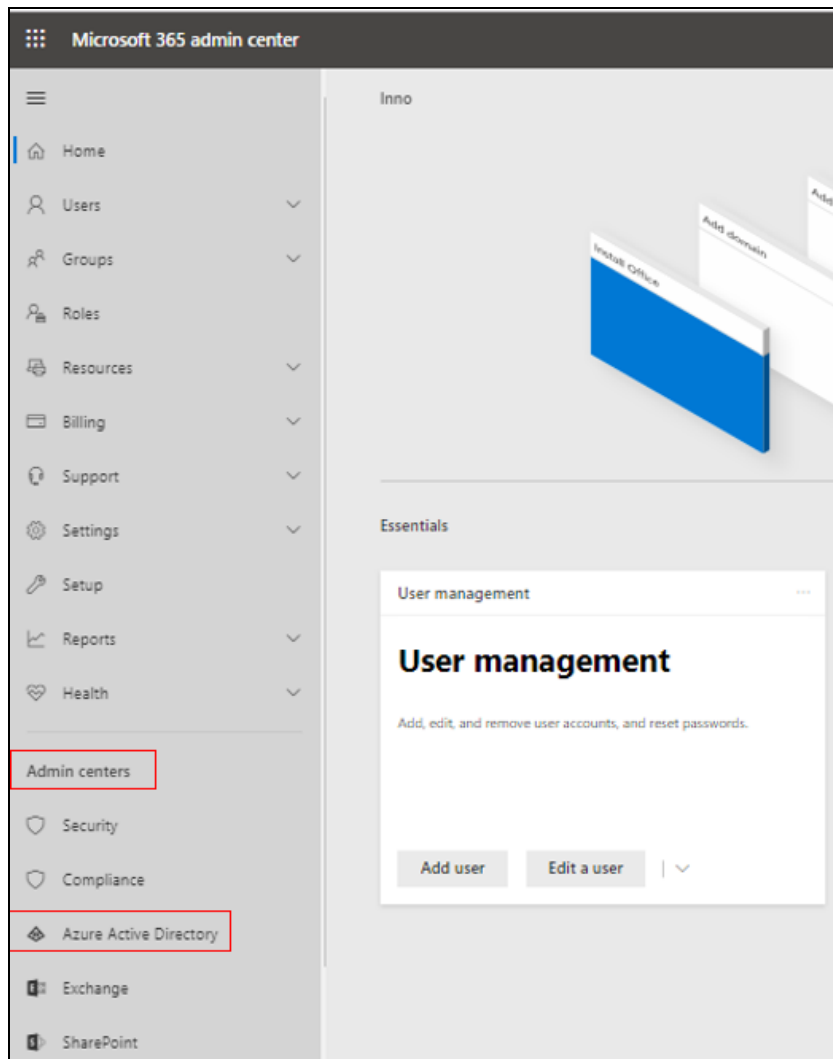 Microsoft 365 admin center
Inno
Home
Users
Groups
Roles
Resources
Billing
Support
Settings
Setup
Reports
Health
Admin centers
Security
Compliance
Azure Active Directory
Exchange
SharePoint
Install Office
Add domain
Add
Essentials
User management
User management
Add, edit, and remove user accounts, and reset passwords.
Add user
Edit a user